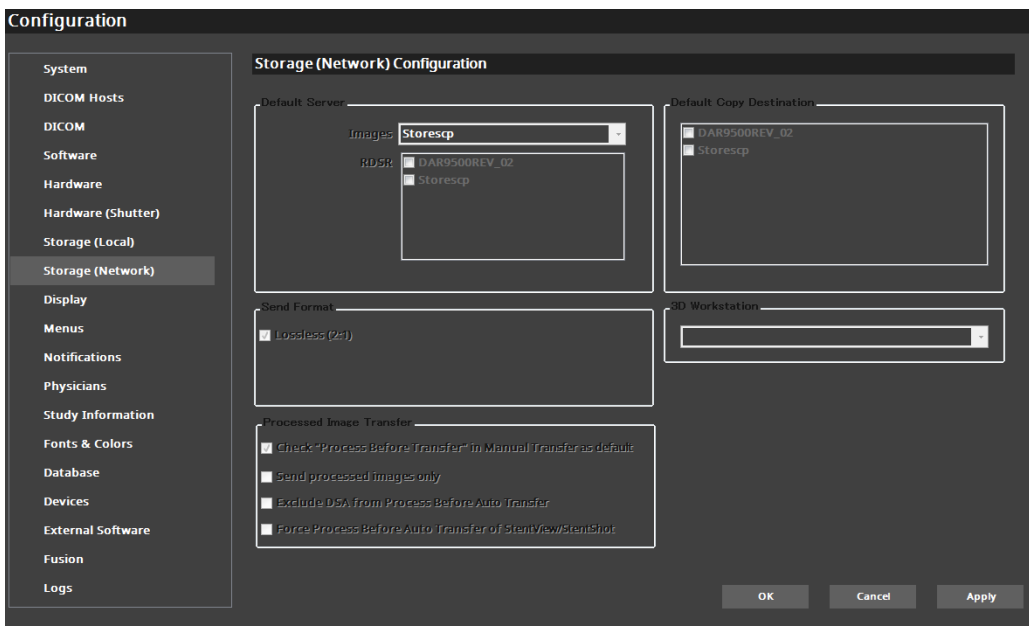 Configuration
System
DICOM Hosts
DICOM
Software
Hardware
Hardware (Shutter)
Storage (Local)
Storage (Network)
Display
Menus
Notifications
Physicians
Study Information
Fonts & Colors
Database
Devices
External Software
Fusion
Logs
Storage (Network) Configuration
Default Server
Images Storescp
RDSR DAR9500REV_02
Storescp
Default Copy Destination
DAR9500REV_02
Storescp
Send Format
Lossless (2:1)
3D Workstation
Processed Image Transfer
Check "Process Before Transfer" in Manual Transfer as default
Send processed images only
Exclude DSA from Process Before Auto Transfer
Force Process Before Auto Transfer of StentView/StentShot
OK
Cancel
Apply